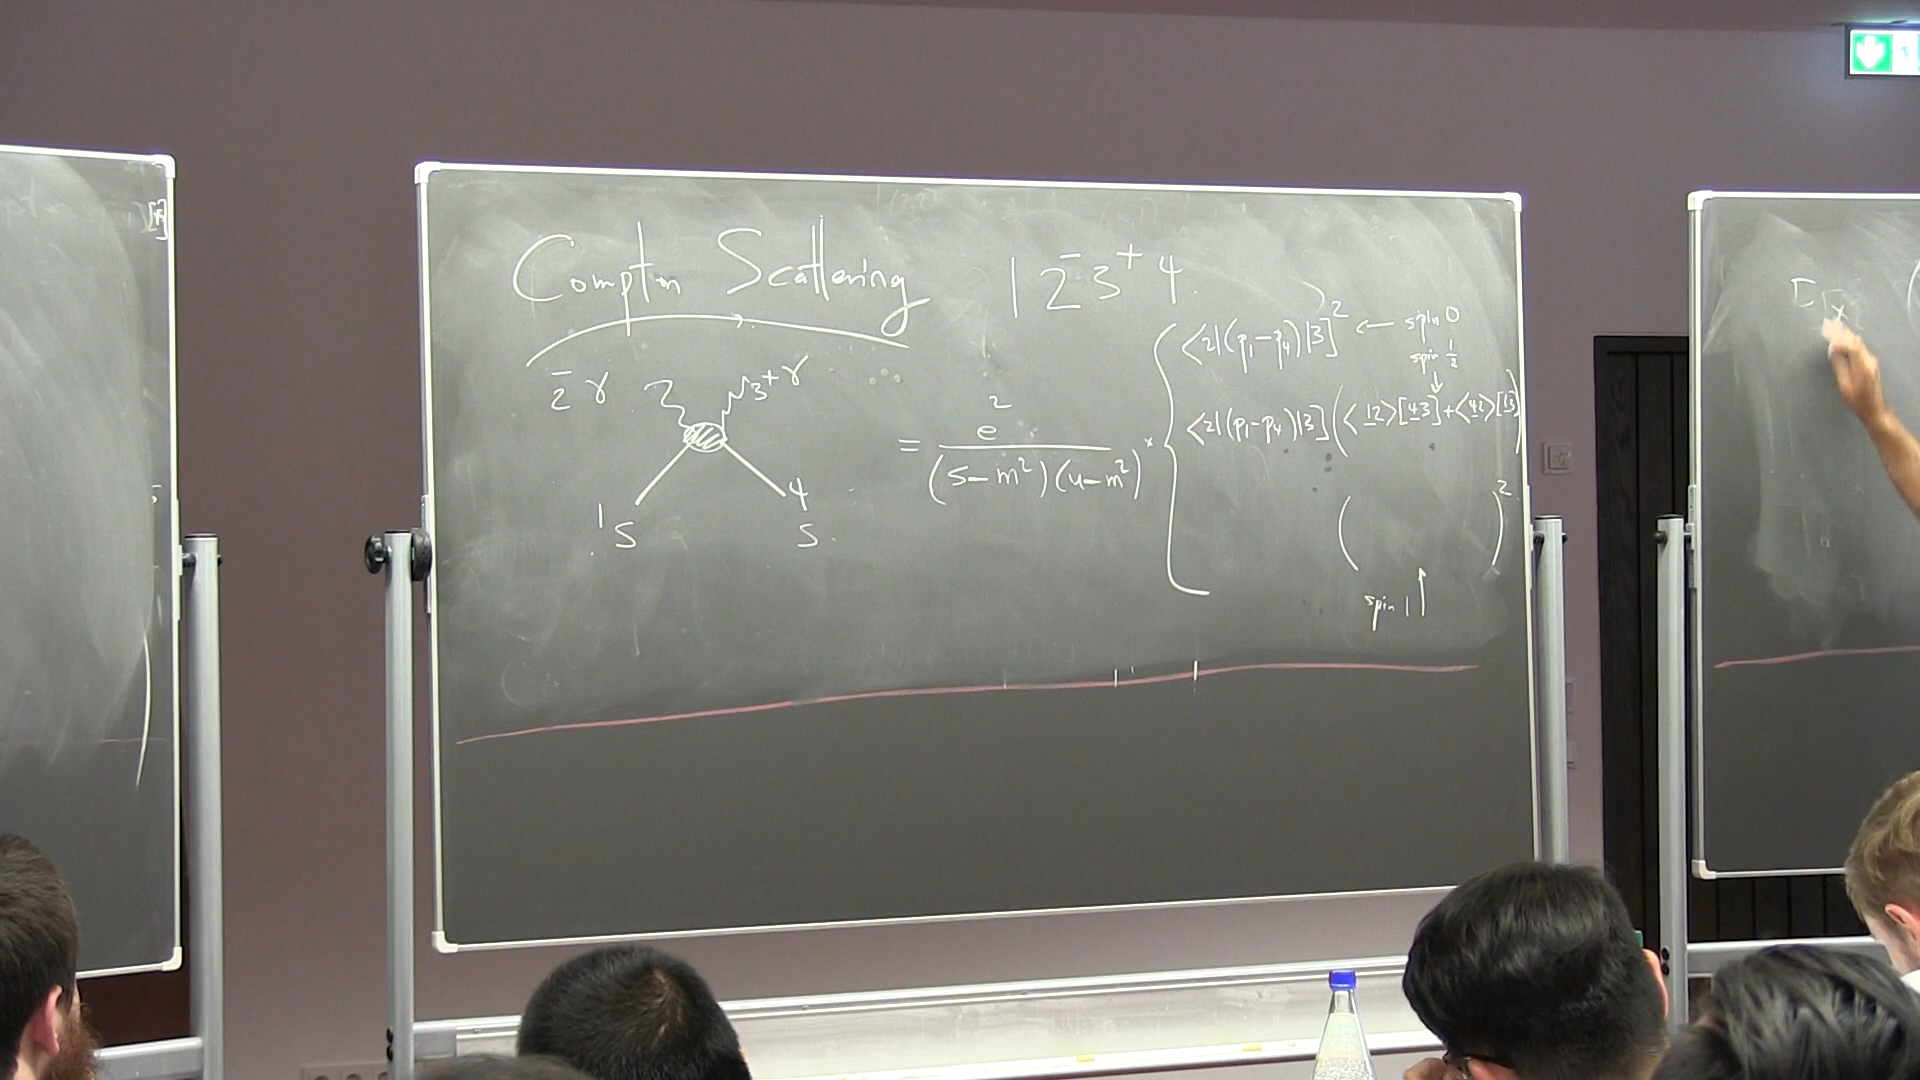 Compton Scattering 1 2⁻ 3⁺ 4
⟨2|(p₁-p₄)|3]² ← spin 0
spin 1/2
2⁻ γ 2 3⁺ γ
= e² / (s-m²)(u-m²) × { ⟨2|(p₁-p₄)|3] (⟨12⟩[43]+⟨42⟩[13])
( )²
1 4
S S
spin 1 ↑